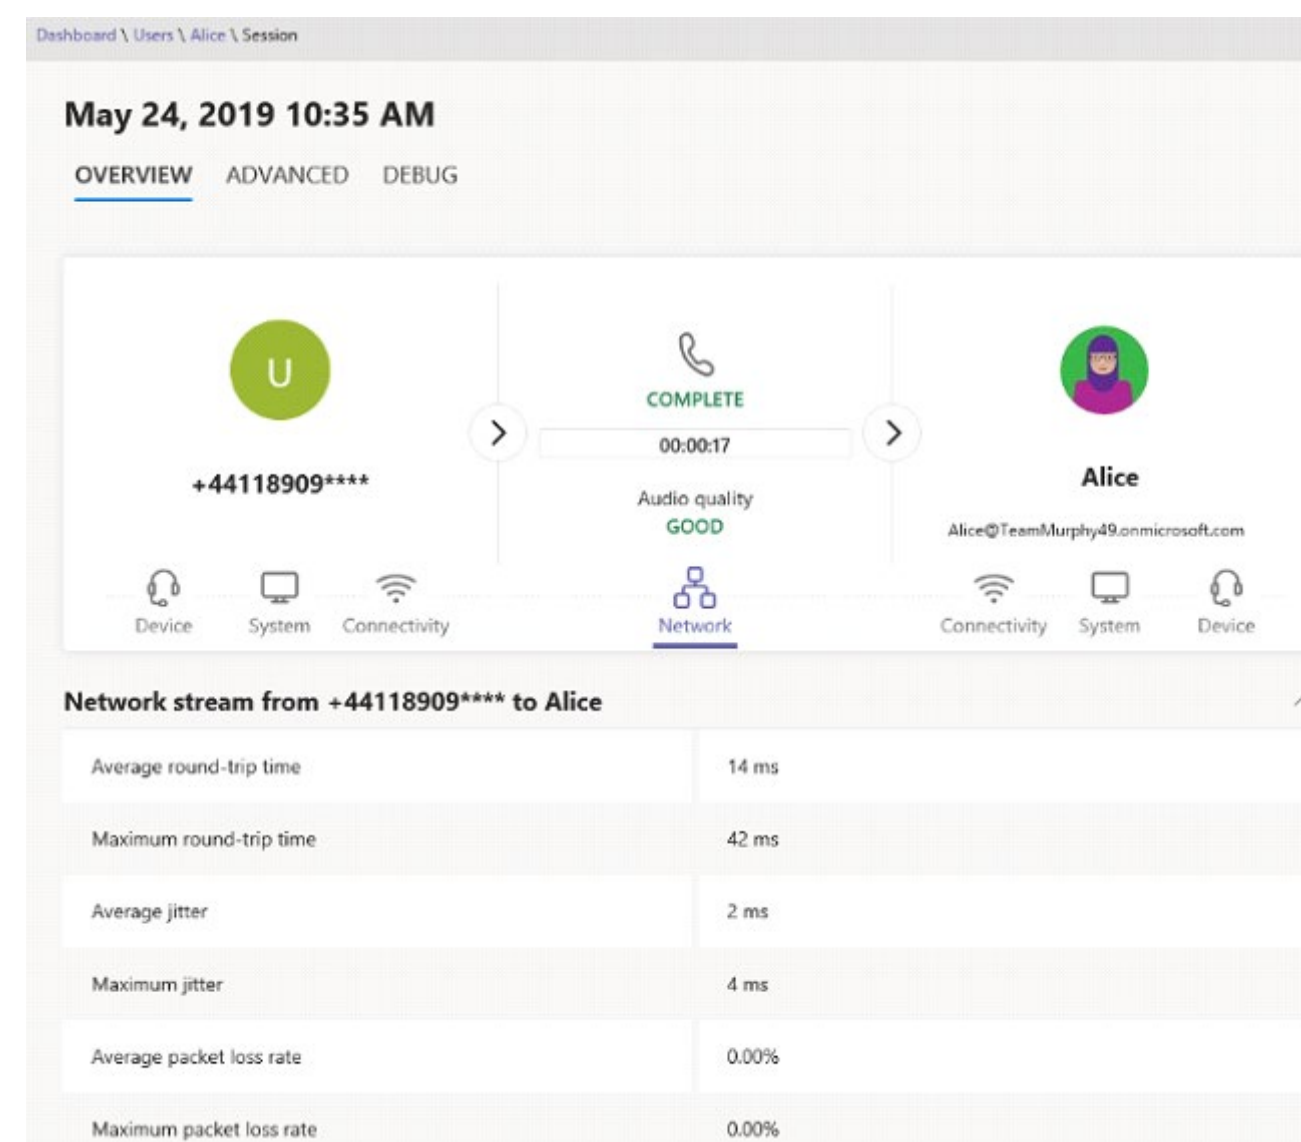 Dashboard \ Users \ Alice \ Session
May 24, 2019 10:35 AM
OVERVIEW ADVANCED DEBUG
U
+44118909****
COMPLETE
00:00:17
Audio quality
GOOD
Alice
Alice@TeamMurphy49.onmicrosoft.com
Device System Connectivity Network Connectivity System Device
Network stream from +44118909**** to Alice
Average round-trip time 14 ms
Maximum round-trip time 42 ms
Average jitter 2 ms
Maximum jitter 4 ms
Average packet loss rate 0.00%
Maximum packet loss rate 0.00%